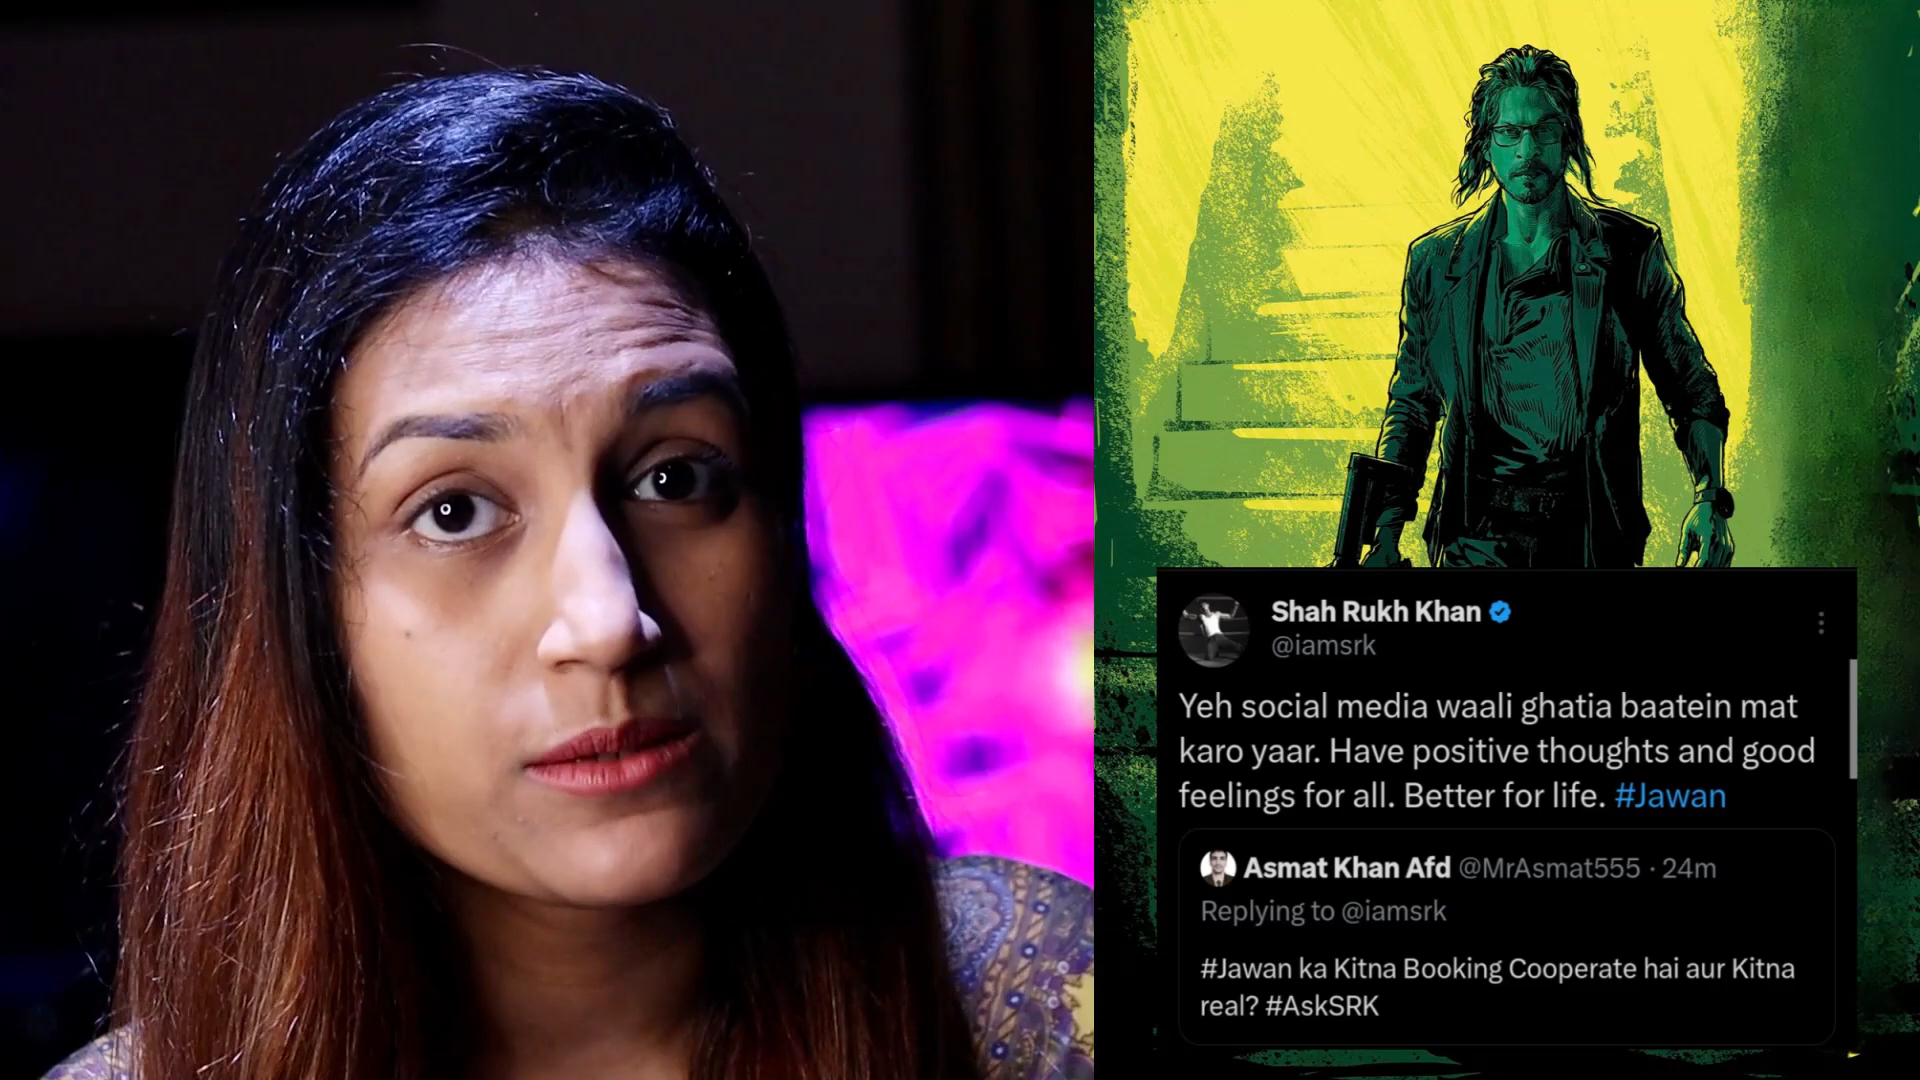 Shah Rukh Khan
@iamsrk
Yeh social media waali ghatia baatein mat
karo yaar. Have positive thoughts and good
feelings for all. Better for life. #Jawan
Asmat Khan Afd @MrAsmat555 · 24m
Replying to @iamsrk
#Jawan ka Kitna Booking Cooperate hai aur Kitna
real? #AskSRK